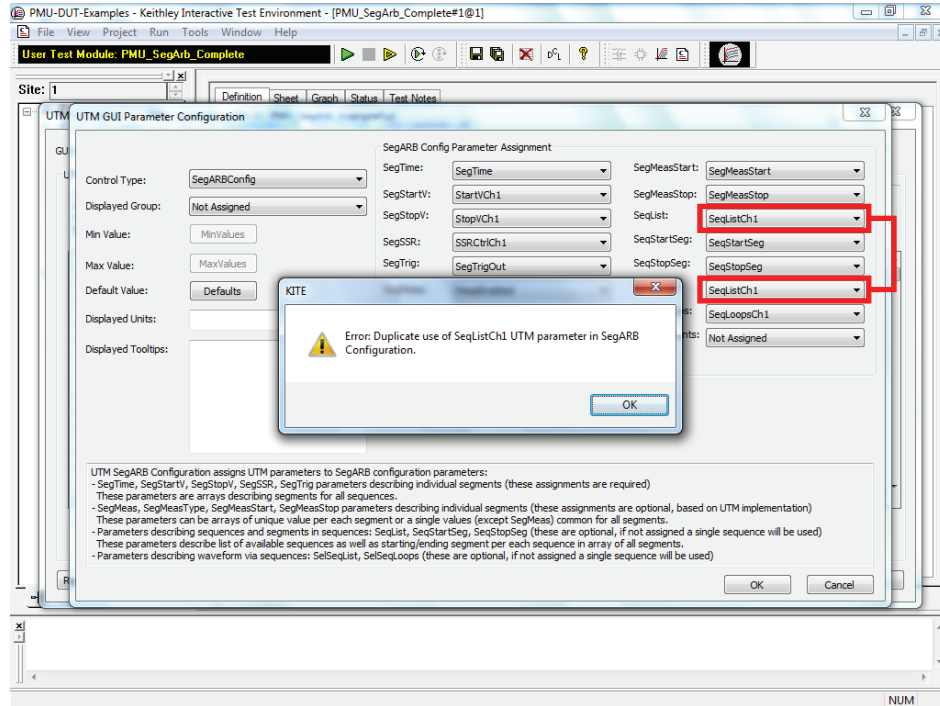 PMU-DUT-Examples - Keithley Interactive Test Environment - [PMU_SegArb_Complete#1@1]
File View Project Run Tools Window Help
User Test Module: PMU_SegArb_Complete
Site: 1
Definition Sheet Graph Status Test Notes
UTM
UTM GUI Parameter Configuration
GU
U
SegARB Config Parameter Assignment
Control Type: SegARBConfig
SegTime: SegTime
SegMeasStart: SegMeasStart
Displayed Group: Not Assigned
SegStartV: StartVCh1
SegMeasStop: SegMeasStop
Min Value: MinValues
SegStopV: StopVCh1
SeqList: SeqListCh1
SegSSR: SSRCtrlCh1
SeqStartSeg: SeqStartSeg
Max Value: MaxValues
SegTrig: SegTrigOut
SeqStopSeg: SeqStopSeg
Default Value: Defaults
SeqListCh1
Displayed Units:
s: SeqLoopsCh1
Displayed Tooltips:
nts: Not Assigned
KITE
Error: Duplicate use of SeqListCh1 UTM parameter in SegARB
Configuration.
OK
UTM SegARB Configuration assigns UTM parameters to SegARB configuration parameters:
- SegTime, SegStartV, SegStopV, SegSSR, SegTrig parameters describing individual segments (these assignments are required)
These parameters are arrays describing segments for all sequences.
- SegMeas, SegMeasType, SegMeasStart, SegMeasStop parameters describing individual segments (these assignments are optional, based on UTM implementation)
These parameters can be arrays of unique value per each segment or a single values (except SegMeas) common for all segments.
- Parameters describing sequences and segments in sequences: SeqList, SeqStartSeg, SeqStopSeg (these are optional, if not assigned a single sequence will be used)
These parameters describe list of available sequences as well as starting/ending segment per each sequence in array of all segments.
- Parameters describing waveform via sequences: SelSeqList, SelSeqLoops (these are optional, if not assigned a single sequence will be used)
R
OK Cancel
NUM